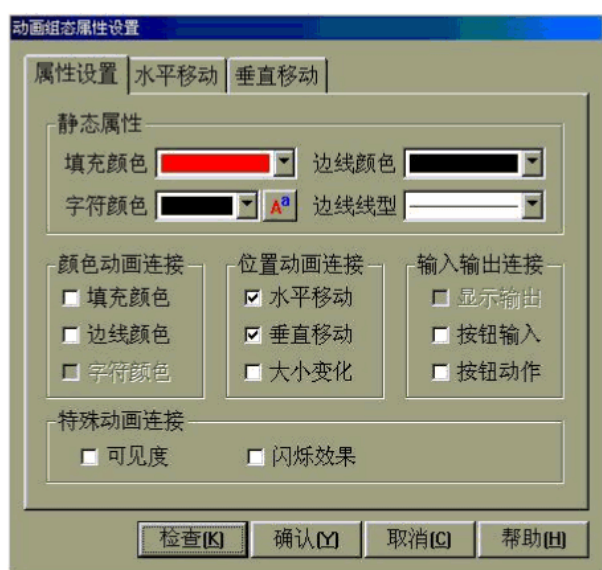 动画组态属性设置
属性设置 水平移动 垂直移动
静态属性
填充颜色 边线颜色
字符颜色 Aa 边线线型
颜色动画连接 位置动画连接 输入输出连接
填充颜色 水平移动 显示输出
边线颜色 垂直移动 按钮输入
字符颜色 大小变化 按钮动作
特殊动画连接
可见度 闪烁效果
检查(K) 确认(Y) 取消(C) 帮助(H)